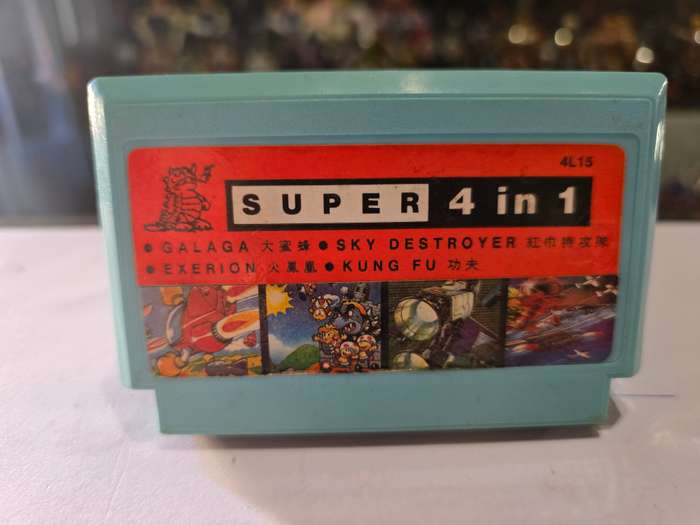 4L15
SUPER 4 in 1
● GALAGA 大蜜蜂 ● SKY DESTROYER 紅巾特攻隊
● EXERION 火鳳凰 ● KUNG FU 功夫